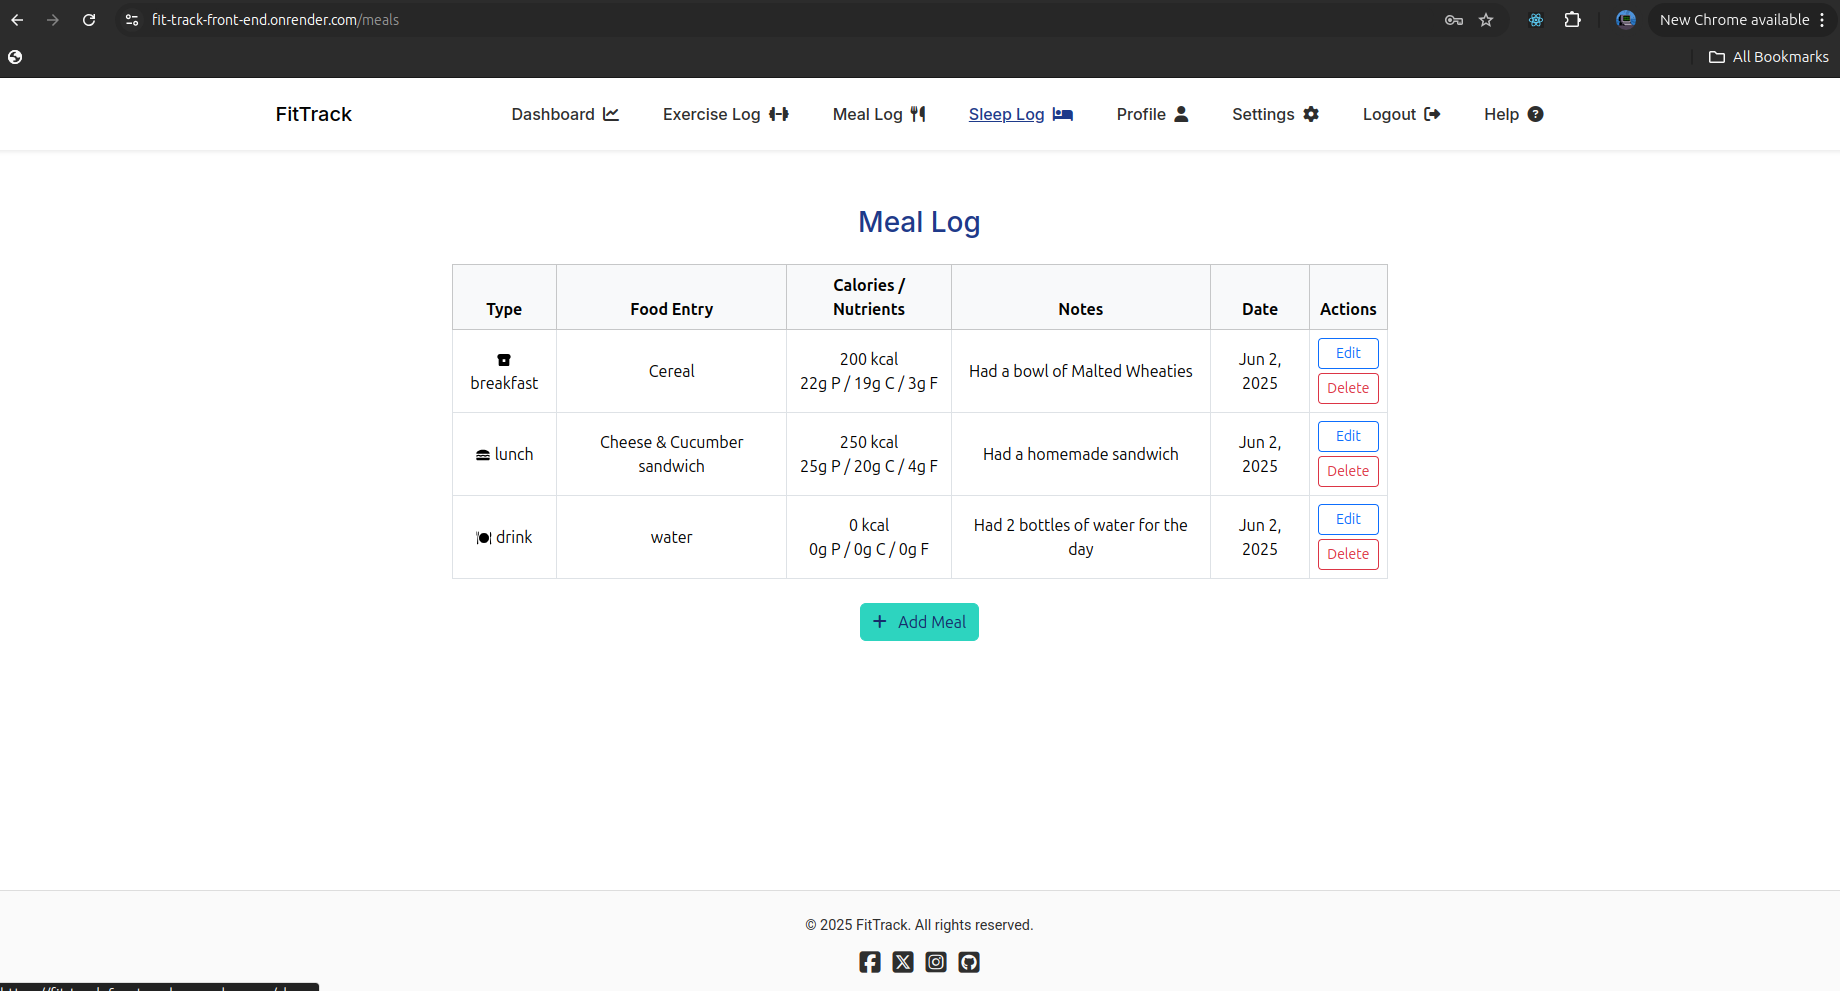 fit-track-front-end.onrender.com/meals
New Chrome available
All Bookmarks
FitTrack
Dashboard
Exercise Log
Meal Log
Sleep Log
Profile
Settings
Logout
Help
Meal Log
Type
Food Entry
Calories /
Nutrients
Notes
Date
Actions
breakfast
Cereal
200 kcal
22g P / 19g C / 3g F
Had a bowl of Malted Wheaties
Jun 2,
2025
Edit
Delete
lunch
Cheese & Cucumber
sandwich
250 kcal
25g P / 20g C / 4g F
Had a homemade sandwich
Jun 2,
2025
Edit
Delete
drink
water
0 kcal
0g P / 0g C / 0g F
Had 2 bottles of water for the
day
Jun 2,
2025
Edit
Delete
+ Add Meal
© 2025 FitTrack. All rights reserved.